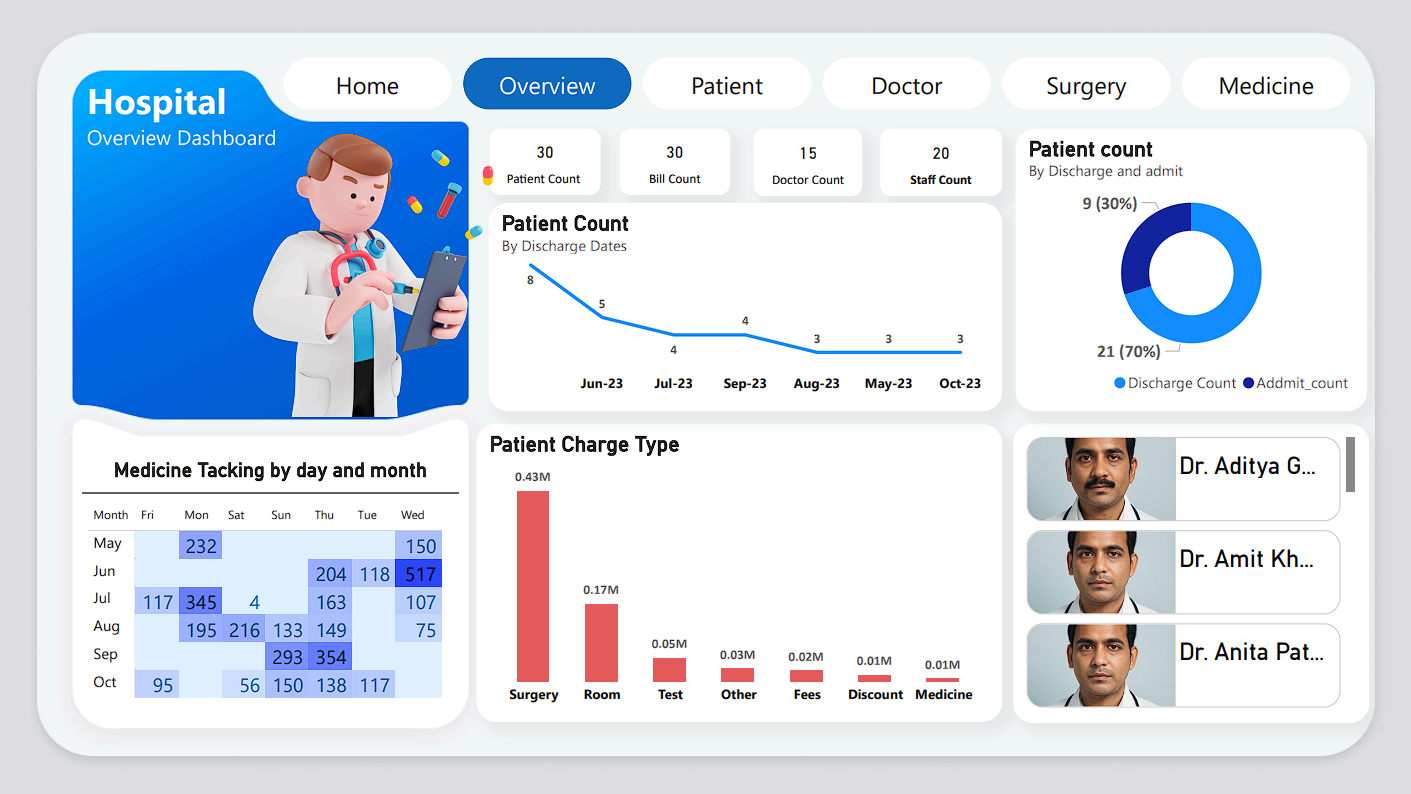 Home
Overview
Patient
Doctor
Surgery
Medicine
Hospital
Overview Dashboard
30
Patient Count
30
Bill Count
15
Doctor Count
20
Staff Count
Patient Count
By Discharge Dates
8
5
4
4
3
3
3
Jun-23 Jul-23 Sep-23 Aug-23 May-23 Oct-23
Patient count
By Discharge and admit
9 (30%)
21 (70%)
Discharge Count Addmit_count
Medicine Tacking by day and month
Month Fri Mon Sat Sun Thu Tue Wed
May 232 150
Jun 204 118 517
Jul 117 345 4 163 107
Aug 195 216 133 149 75
Sep 293 354
Oct 95 56 150 138 117
Patient Charge Type
0.43M
0.17M
0.05M
0.03M
0.02M
0.01M
0.01M
Surgery Room Test Other Fees Discount Medicine
Dr. Aditya G...
Dr. Amit Kh...
Dr. Anita Pat...